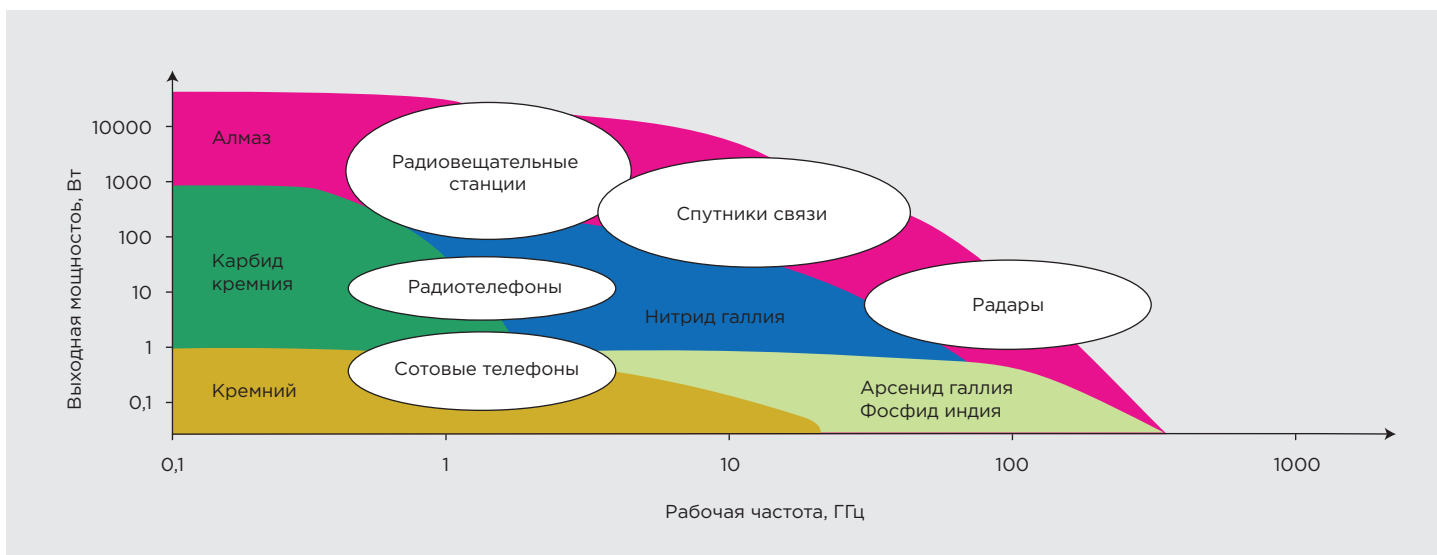 Выходная мощностоь, Вт
10000
1000
100
10
1
0,1
Алмаз
Карбид
кремния
Кремний
Радиовещательные
станции
Спутники связи
Радиотелефоны
Радары
Нитрид галлия
Сотовые телефоны
Арсенид галлия
Фосфид индия
0,1
1
10
100
1000
Рабочая частота, ГГц